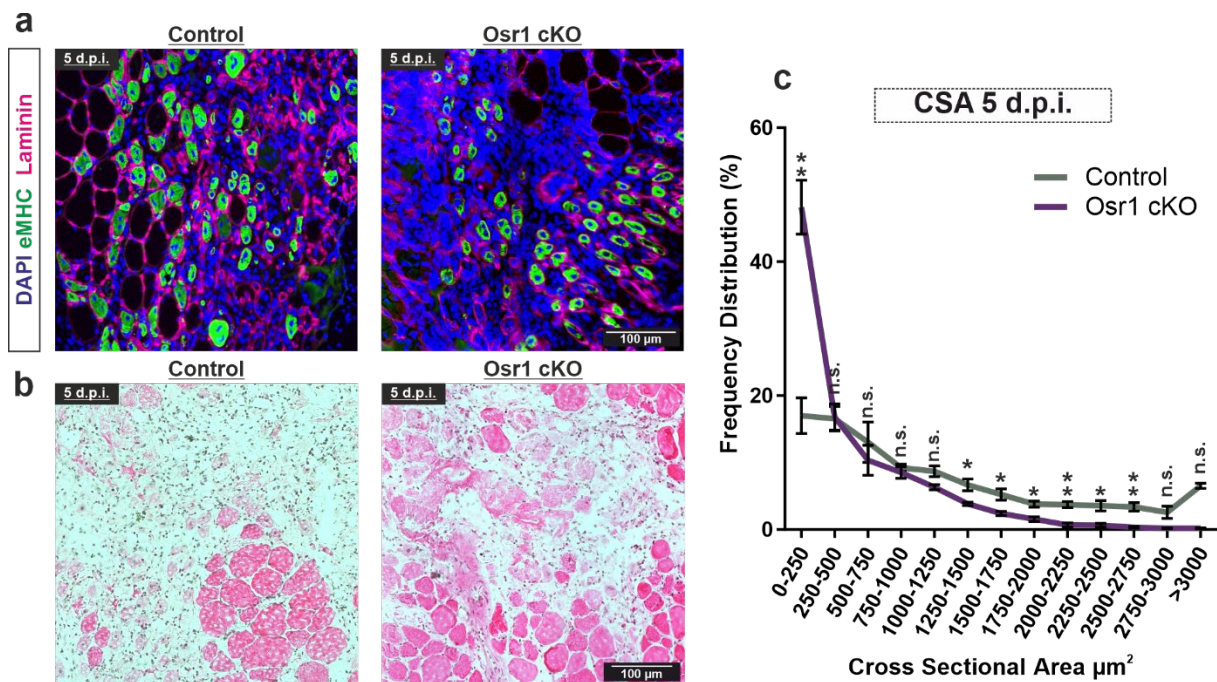 a
Control
Osr1 cKO
DAPI eMHC Laminin
5 d.p.i.
5 d.p.i.
100 µm
b
Control
Osr1 cKO
5 d.p.i.
5 d.p.i.
100 µm
c
CSA 5 d.p.i.
Control
Osr1 cKO
Frequency Distribution (%)
60
40
20
0
**
n.s.
n.s.
n.s.
n.s.
*
*
*
**
*
**
n.s.
n.s.
0-250
250-500
500-750
750-1000
1000-1250
1250-1500
1500-1750
1750-2000
2000-2250
2250-2500
2500-2750
2750-3000
>3000
Cross Sectional Area µm²